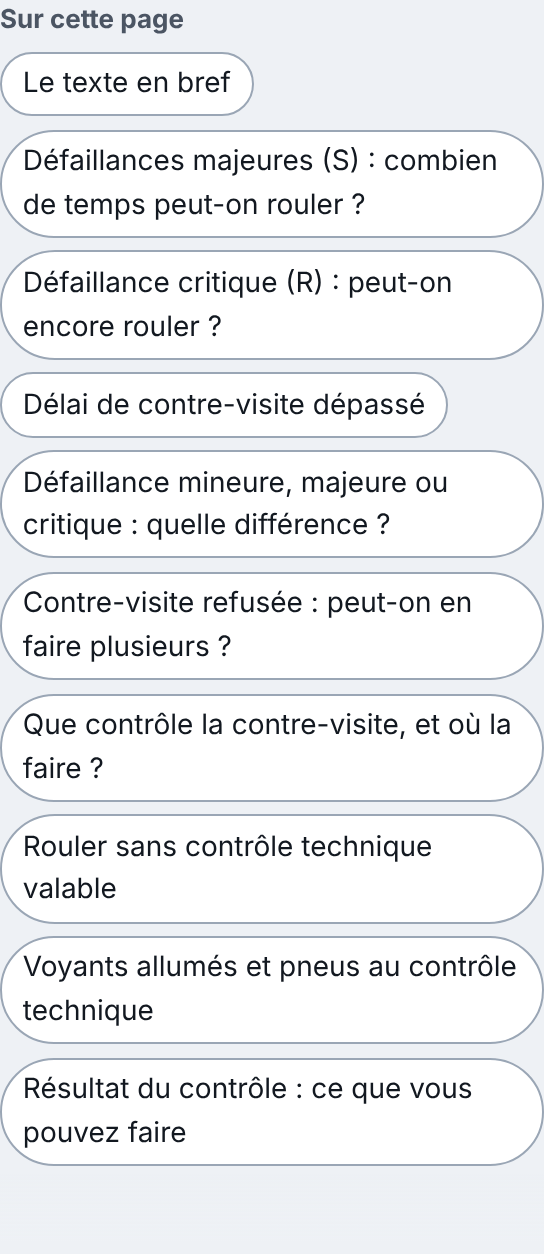 Sur cette page
Le texte en bref
Défaillances majeures (S) : combien
de temps peut-on rouler ?
Défaillance critique (R) : peut-on
encore rouler ?
Délai de contre-visite dépassé
Défaillance mineure, majeure ou
critique : quelle différence ?
Contre-visite refusée : peut-on en
faire plusieurs ?
Que contrôle la contre-visite, et où la
faire ?
Rouler sans contrôle technique
valable
Voyants allumés et pneus au contrôle
technique
Résultat du contrôle : ce que vous
pouvez faire